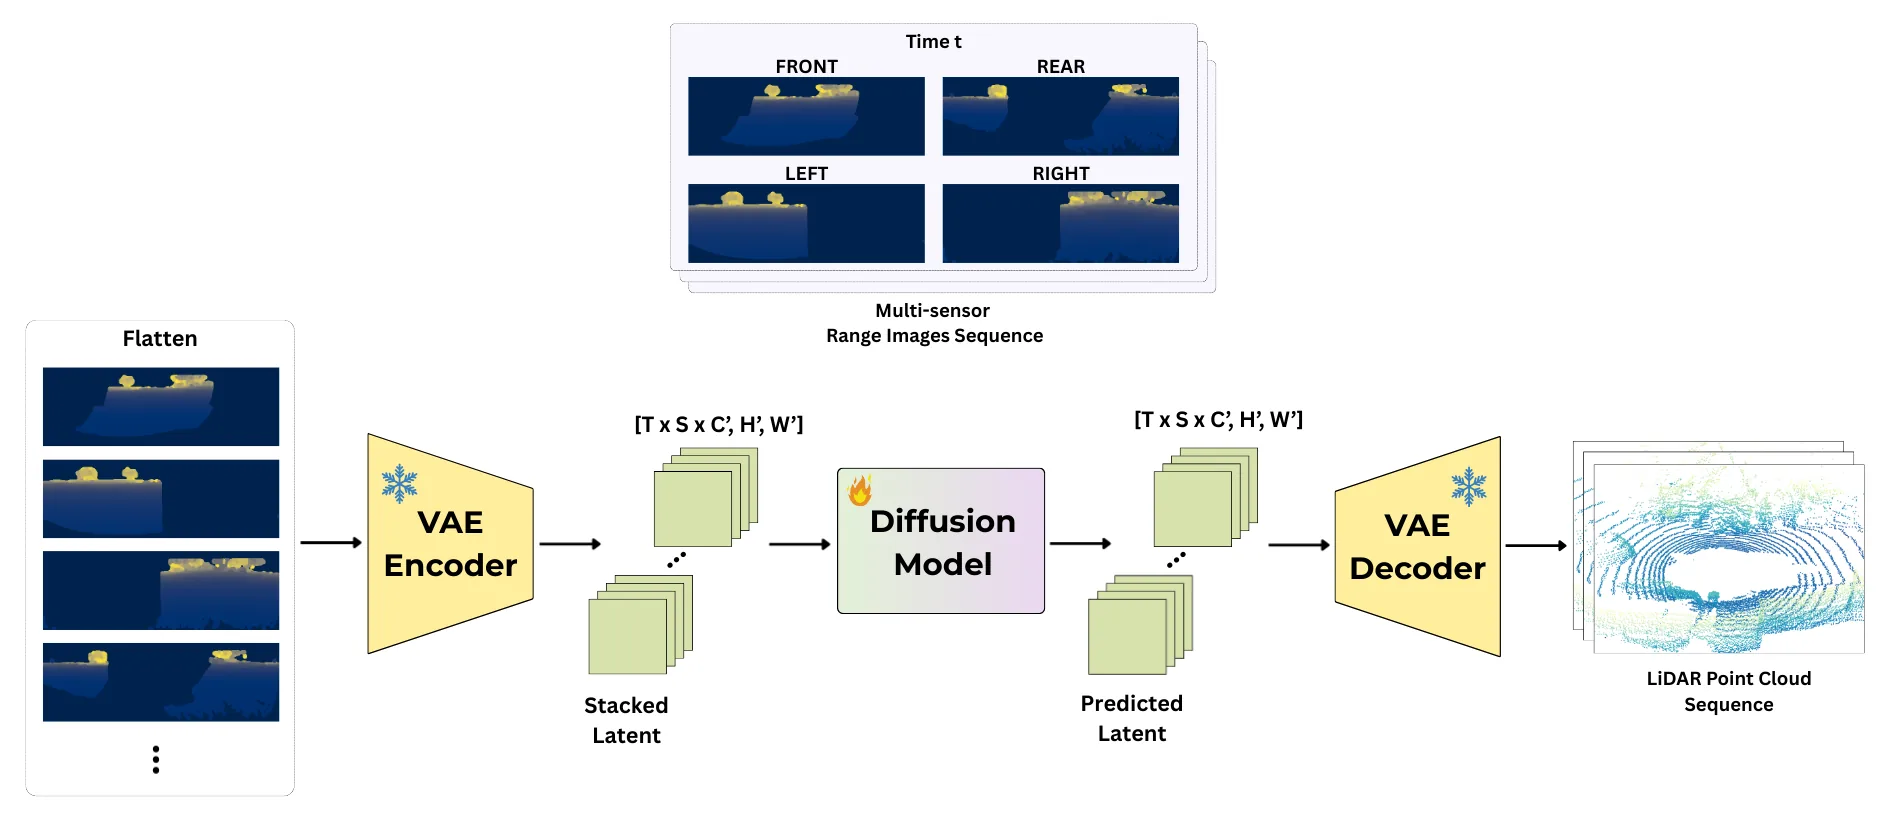 Time t
FRONT
REAR
LEFT
RIGHT
Multi-sensor
Range Images Sequence
Flatten
VAE
Encoder
[T x S x C’, H’, W’]
Stacked
Latent
Diffusion
Model
[T x S x C’, H’, W’]
Predicted
Latent
VAE
Decoder
LiDAR Point Cloud
Sequence